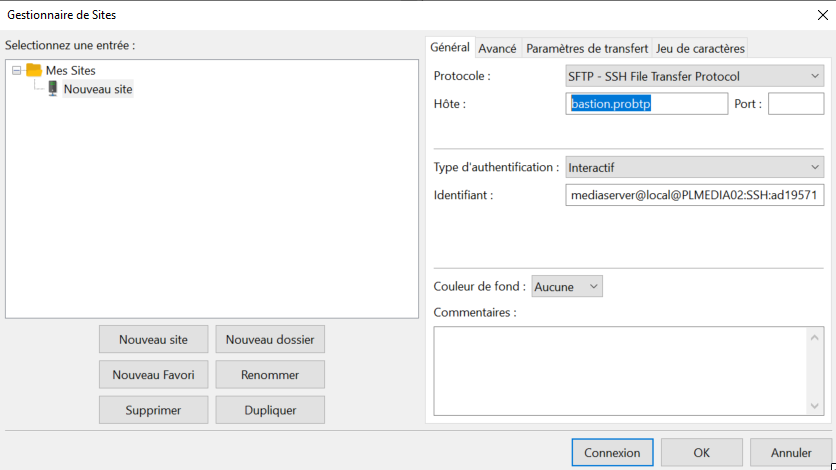 Gestionnaire de Sites
Selectionnez une entrée :
Mes Sites
Nouveau site
Nouveau site
Nouveau dossier
Nouveau Favori
Renommer
Supprimer
Dupliquer
Général
Avancé
Paramètres de transfert
Jeu de caractères
Protocole :
SFTP - SSH File Transfer Protocol
Hôte :
bastion.probtp
Port :
Type d'authentification :
Interactif
Identifiant :
mediaserver@local@PLMEDIA02:SSH:ad19571
Couleur de fond :
Aucune
Commentaires :
Connexion
OK
Annuler